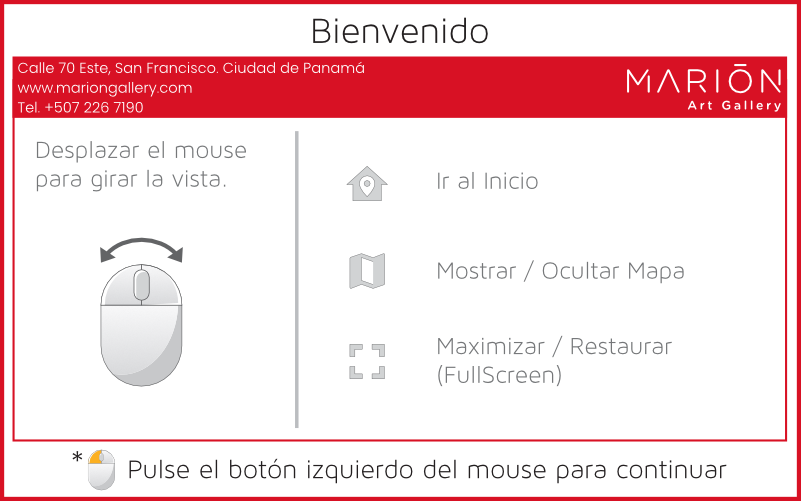 Bienvenido
Calle 70 Este, San Francisco. Ciudad de Panamá
www.mariongallery.com
Tel. +507 226 7190
MARIŌN
Art Gallery
Desplazar el mouse
para girar la vista.
Ir al Inicio
Mostrar / Ocultar Mapa
Maximizar / Restaurar
(FullScreen)
* Pulse el botón izquierdo del mouse para continuar